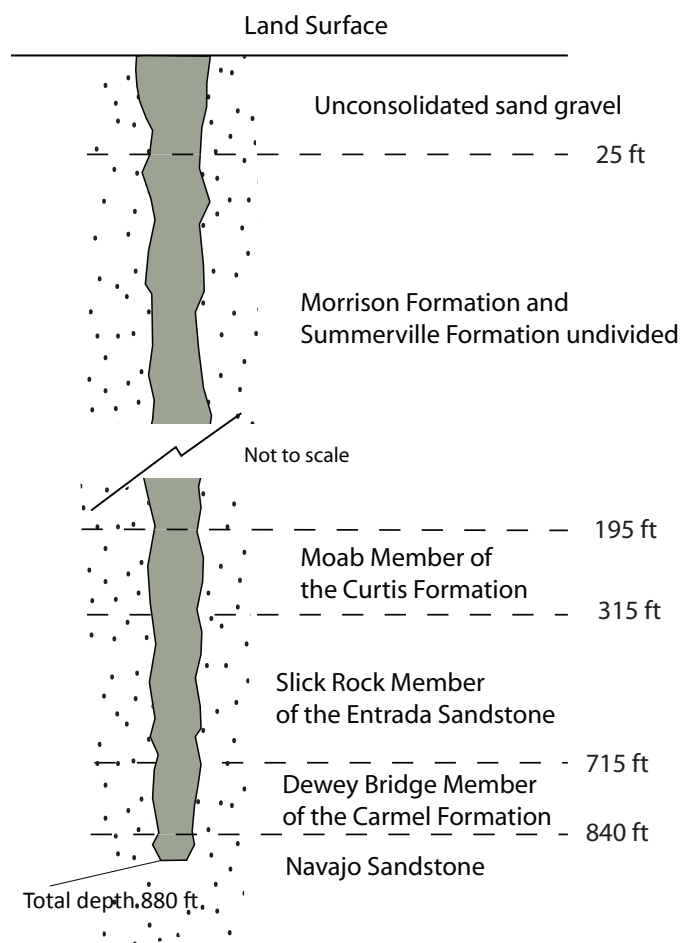 Land Surface
Unconsolidated sand gravel
25 ft
Morrison Formation and
Summerville Formation undivided
Not to scale
195 ft
Moab Member of
the Curtis Formation
315 ft
Slick Rock Member
of the Entrada Sandstone
715 ft
Dewey Bridge Member
of the Carmel Formation
840 ft
Navajo Sandstone
Total depth 880 ft